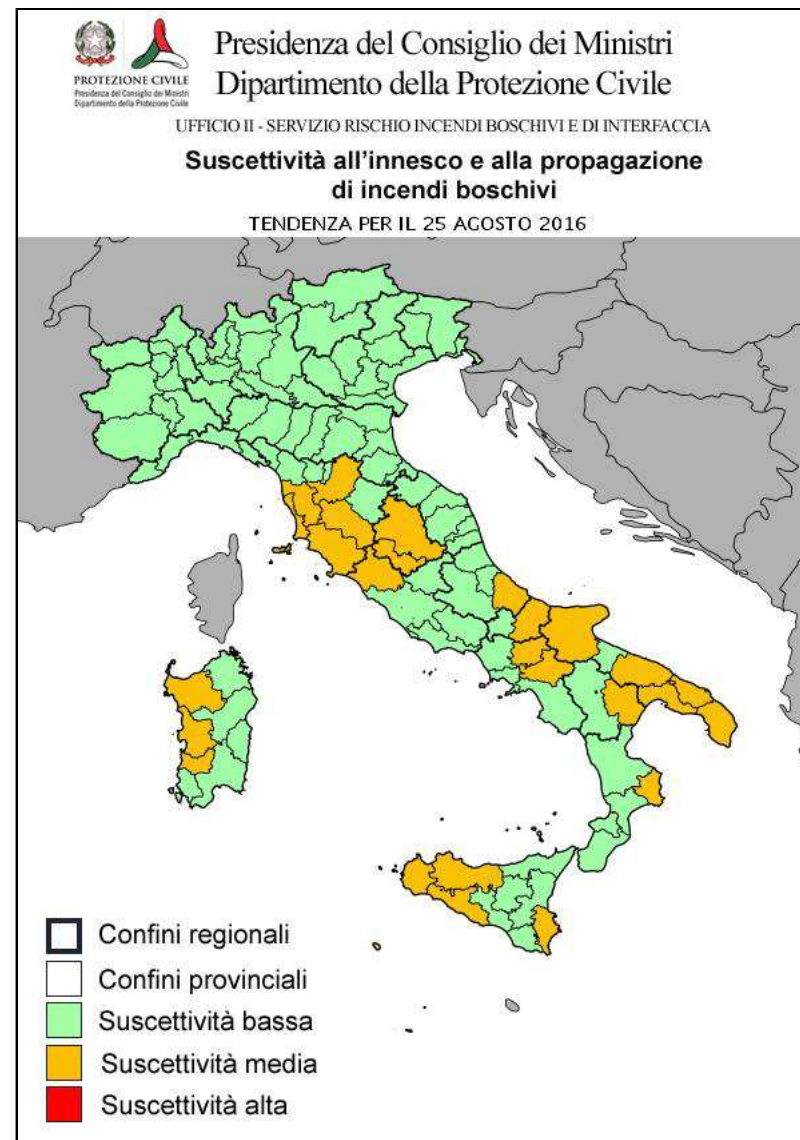 PROTEZIONE CIVILE
Presidenza del Consiglio dei Ministri
Dipartimento della Protezione Civile
Presidenza del Consiglio dei Ministri
Dipartimento della Protezione Civile
UFFICIO II - SERVIZIO RISCHIO INCENDI BOSCHIVI E DI INTERFACCIA
Suscettività all'innesco e alla propagazione
di incendi boschivi
TENDENZA PER IL 25 AGOSTO 2016
Confini regionali
Confini provinciali
Suscettività bassa
Suscettività media
Suscettività alta